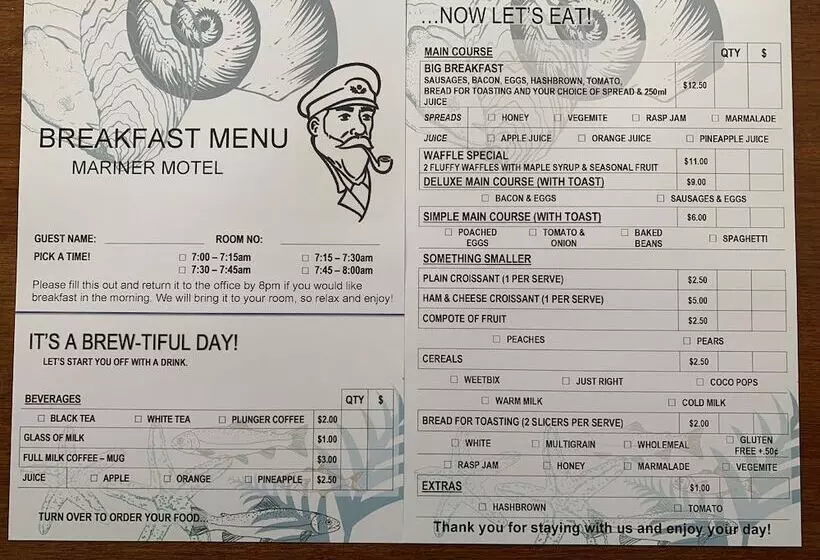 BREAKFAST MENU
MARINER MOTEL
GUEST NAME: ROOM NO:
PICK A TIME! ☐ 7:00 – 7:15am ☐ 7:15 – 7:30am
☐ 7:30 – 7:45am ☐ 7:45 – 8:00am
Please fill this out and return it to the office by 8pm if you would like
breakfast in the morning. We will bring it to your room, so relax and enjoy!
IT'S A BREW-TIFUL DAY!
LET'S START YOU OFF WITH A DRINK.
QTY $
BEVERAGES
☐ BLACK TEA ☐ WHITE TEA ☐ PLUNGER COFFEE $2.00
GLASS OF MILK $1.00
FULL MILK COFFEE – MUG $3.00
JUICE ☐ APPLE ☐ ORANGE ☐ PINEAPPLE $2.50
TURN OVER TO ORDER YOUR FOOD...
...NOW LET'S EAT!
MAIN COURSE QTY $
BIG BREAKFAST
SAUSAGES, BACON, EGGS, HASHBROWN, TOMATO,
BREAD FOR TOASTING AND YOUR CHOICE OF SPREAD & 250ml
JUICE
$12.50
SPREADS ☐ HONEY ☐ VEGEMITE ☐ RASP JAM ☐ MARMALADE
JUICE ☐ APPLE JUICE ☐ ORANGE JUICE ☐ PINEAPPLE JUICE
WAFFLE SPECIAL
2 FLUFFY WAFFLES WITH MAPLE SYRUP & SEASONAL FRUIT
$11.00
DELUXE MAIN COURSE (WITH TOAST) $9.00
☐ BACON & EGGS ☐ SAUSAGES & EGGS
SIMPLE MAIN COURSE (WITH TOAST) $6.00
☐ POACHED EGGS ☐ TOMATO & ONION ☐ BAKED BEANS ☐ SPAGHETTI
SOMETHING SMALLER
PLAIN CROISSANT (1 PER SERVE) $2.50
HAM & CHEESE CROISSANT (1 PER SERVE) $5.00
COMPOTE OF FRUIT $2.50
☐ PEACHES ☐ PEARS
CEREALS $2.50
☐ WEETBIX ☐ JUST RIGHT ☐ COCO POPS
☐ WARM MILK ☐ COLD MILK
BREAD FOR TOASTING (2 SLICERS PER SERVE) $2.00
☐ WHITE ☐ MULTIGRAIN ☐ WHOLEMEAL ☐ GLUTEN FREE +.50¢
☐ RASP JAM ☐ HONEY ☐ MARMALADE ☐ VEGEMITE
EXTRAS $1.00
☐ HASHBROWN ☐ TOMATO
Thank you for staying with us and enjoy your day!